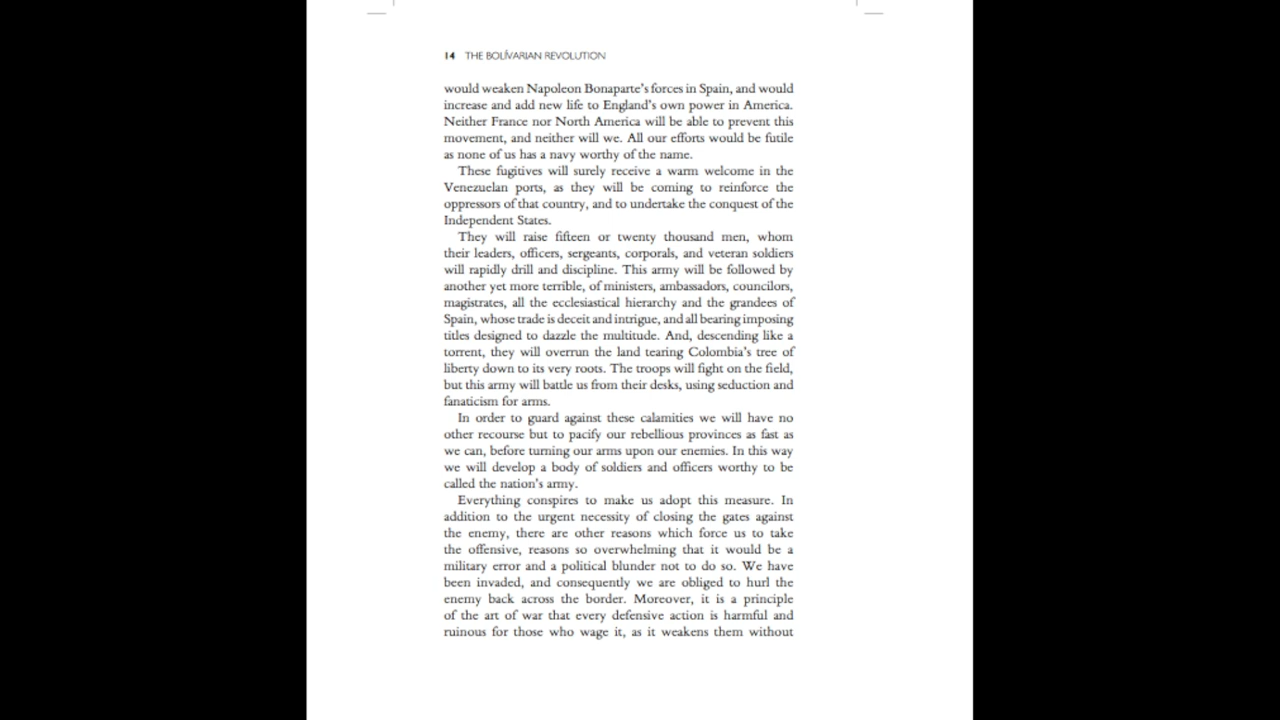 14 THE BOLÍVARIAN REVOLUTION
would weaken Napoleon Bonaparte's forces in Spain, and would
increase and add new life to England's own power in America.
Neither France nor North America will be able to prevent this
movement, and neither will we. All our efforts would be futile
as none of us has a navy worthy of the name.
These fugitives will surely receive a warm welcome in the
Venezuelan ports, as they will be coming to reinforce the
oppressors of that country, and to undertake the conquest of the
Independent States.
They will raise fifteen or twenty thousand men, whom
their leaders, officers, sergeants, corporals, and veteran soldiers
will rapidly drill and discipline. This army will be followed by
another yet more terrible, of ministers, ambassadors, councilors,
magistrates, all the ecclesiastical hierarchy and the grandees of
Spain, whose trade is deceit and intrigue, and all bearing imposing
titles designed to dazzle the multitude. And, descending like a
torrent, they will overrun the land tearing Colombia's tree of
liberty down to its very roots. The troops will fight on the field,
but this army will battle us from their desks, using seduction and
fanaticism for arms.
In order to guard against these calamities we will have no
other recourse but to pacify our rebellious provinces as fast as
we can, before turning our arms upon our enemies. In this way
we will develop a body of soldiers and officers worthy to be
called the nation's army.
Everything conspires to make us adopt this measure. In
addition to the urgent necessity of closing the gates against
the enemy, there are other reasons which force us to take
the offensive, reasons so overwhelming that it would be a
military error and a political blunder not to do so. We have
been invaded, and consequently we are obliged to hurl the
enemy back across the border. Moreover, it is a principle
of the art of war that every defensive action is harmful and
ruinous for those who wage it, as it weakens them without